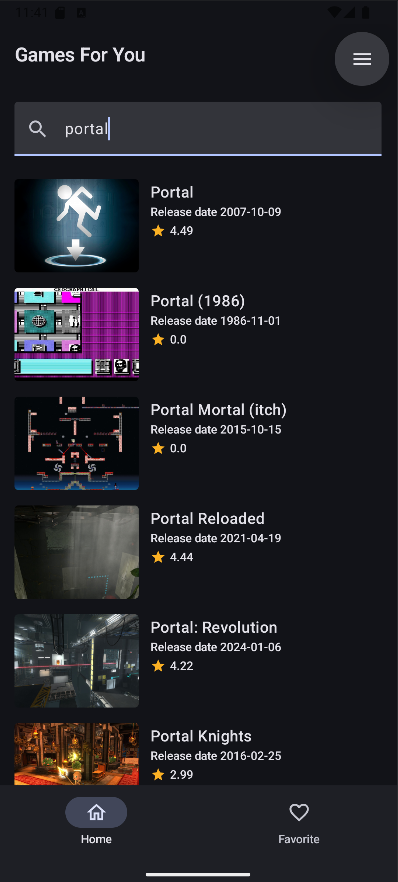 11:41
Games For You
portal
Portal
Release date 2007-10-09
4.49
Portal (1986)
Release date 1986-11-01
0.0
Portal Mortal (itch)
Release date 2015-10-15
0.0
Portal Reloaded
Release date 2021-04-19
4.44
Portal: Revolution
Release date 2024-01-06
4.22
Portal Knights
Release date 2016-02-25
2.99
Home
Favorite